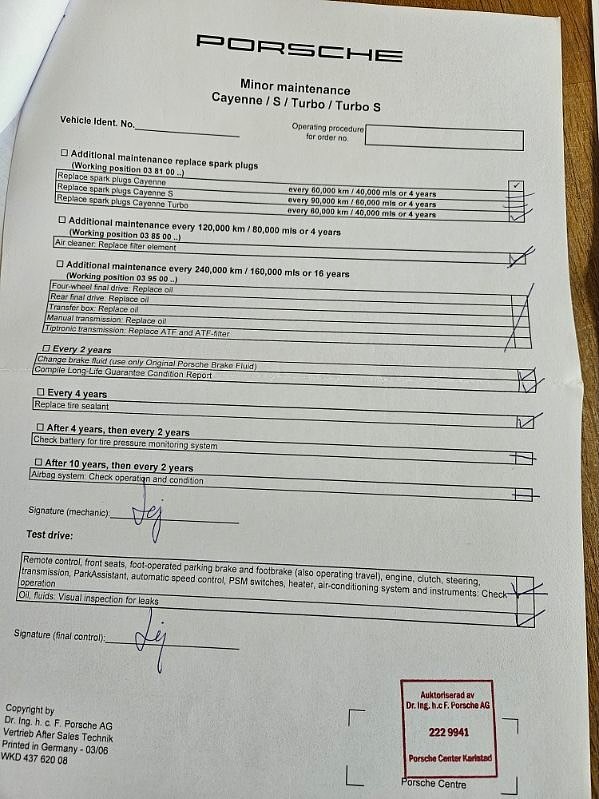 PORSCHE
Minor maintenance
Cayenne / S / Turbo / Turbo S
Vehicle Ident. No.
Operating procedure
for order no.
Additional maintenance replace spark plugs
(Working position 03 81 00 ..)
Replace spark plugs Cayenne every 60,000 km / 40,000 mls or 4 years
Replace spark plugs Cayenne S every 90,000 km / 60,000 mls or 4 years
Replace spark plugs Cayenne Turbo every 60,000 km / 40,000 mls or 4 years
Additional maintenance every 120,000 km / 80,000 mls or 4 years
(Working position 03 85 00 ..)
Air cleaner: Replace filter element
Additional maintenance every 240,000 km / 160,000 mls or 16 years
(Working position 03 95 00 ..)
Four-wheel final drive: Replace oil
Rear final drive: Replace oil
Transfer box: Replace oil
Manual transmission: Replace oil
Tiptronic transmission: Replace ATF and ATF-filter
Every 2 years
Change brake fluid (use only Original Porsche Brake Fluid)
Compile Long-Life Guarantee Condition Report
Every 4 years
Replace tire sealant
After 4 years, then every 2 years
Check battery for tire pressure monitoring system
After 10 years, then every 2 years
Airbag system: Check operation and condition
Signature (mechanic):
Test drive:
Remote control, front seats, foot-operated parking brake and footbrake (also operating travel), engine, clutch, steering,
transmission, ParkAssistant, automatic speed control, PSM switches, heater, air-conditioning system and instruments: Check
operation
Oil, fluids: Visual inspection for leaks
Signature (final control):
Copyright by
Dr. Ing. h. c. F. Porsche AG
Vertrieb After Sales Technik
Printed in Germany - 03/06
WKD 437 620 08
Auktoriserad av
Dr. Ing. h.c F. Porsche AG
222 9941
Porsche Center Karlstad
Porsche Centre